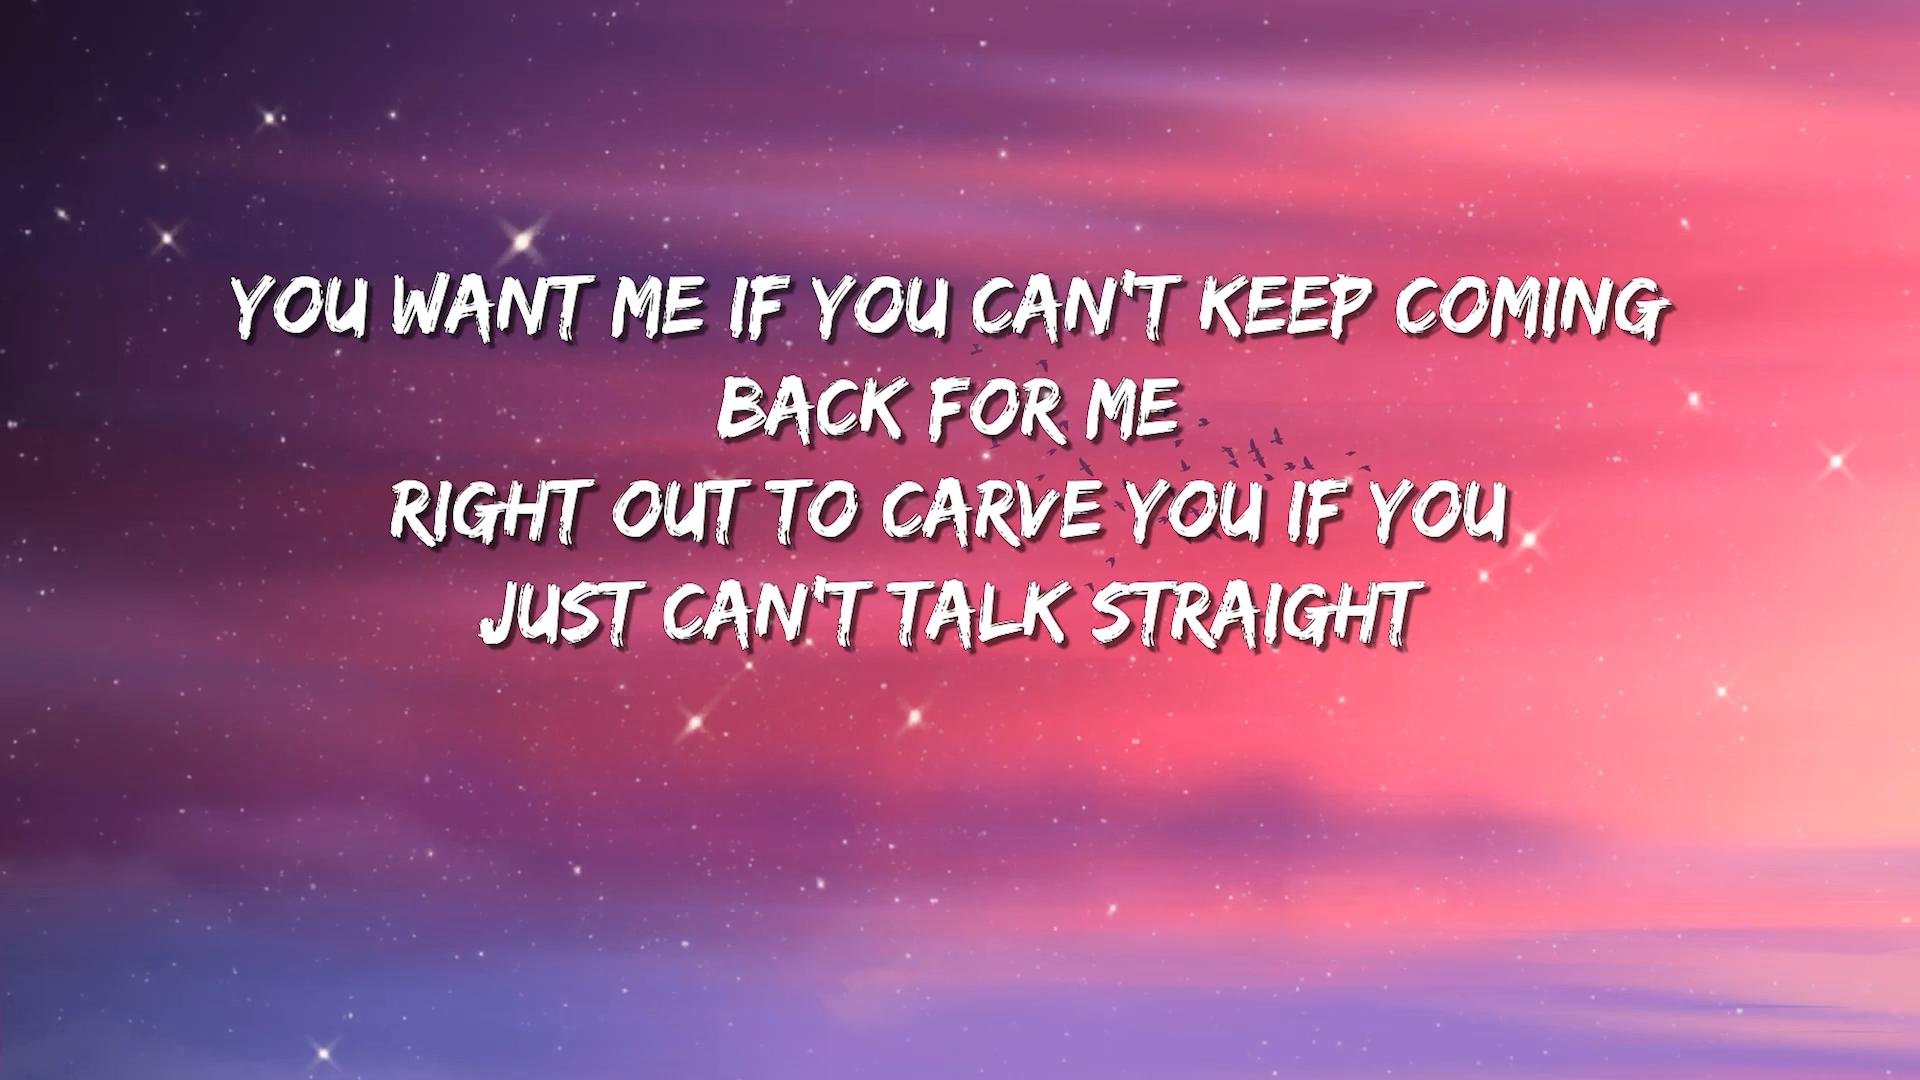 YOU WANT ME IF YOU CAN'T KEEP COMING
BACK FOR ME
RIGHT OUT TO CARVE YOU IF YOU
JUST CAN'T TALK STRAIGHT